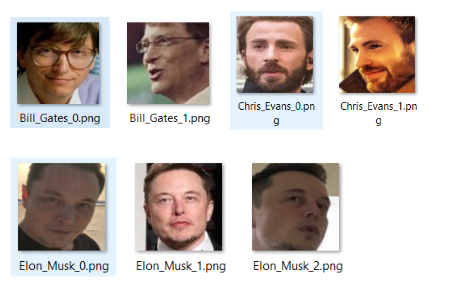 Bill_Gates_0.png
Bill_Gates_1.png
Chris_Evans_0.pn
g
Chris_Evans_1.pn
g
Elon_Musk_0.png
Elon_Musk_1.png
Elon_Musk_2.png